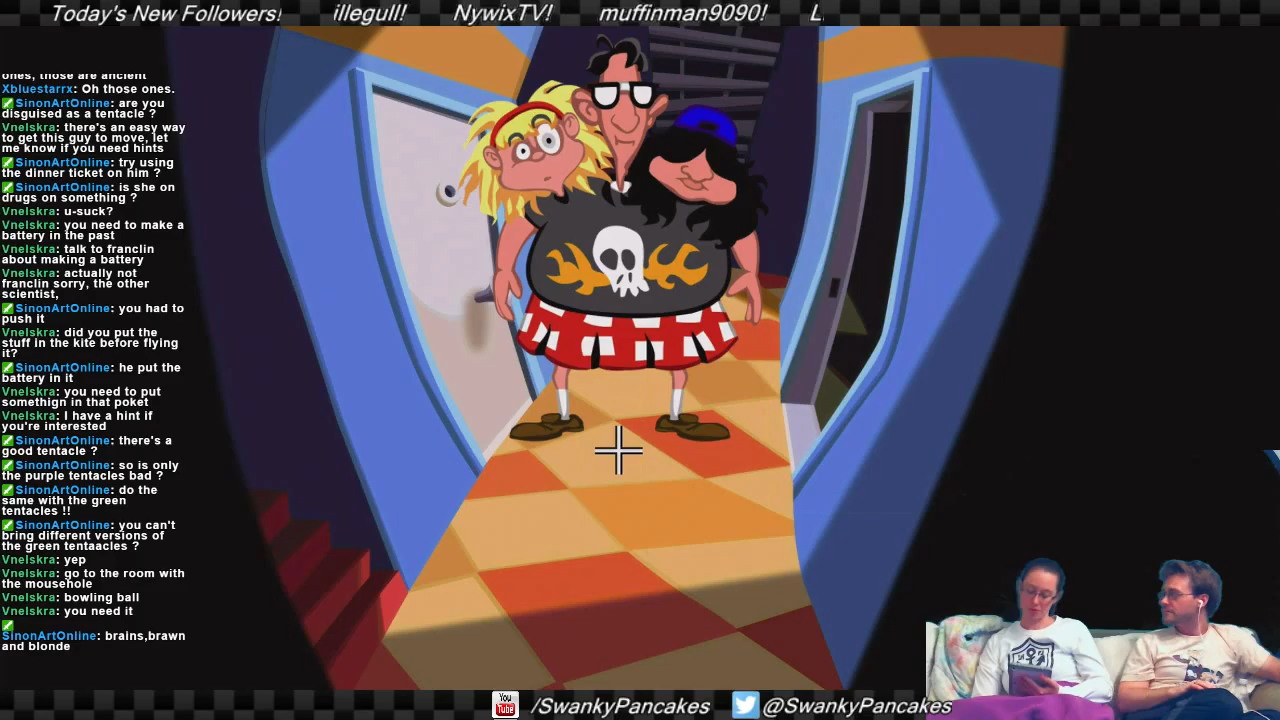 Today's New Followers! illegull! NywixTV! muffinman9090! L
ones, those are ancient
Xbluestarrx: Oh those ones.
SinonArtOnline: are you
disguised as a tentacle ?
Vnelskra: there's an easy way
to get this guy to move, let
me know if you need hints
SinonArtOnline: try using
the dinner ticket on him ?
SinonArtOnline: is she on
drugs on something ?
Vnelskra: u-suck?
Vnelskra: you need to make a
battery in the past
Vnelskra: talk to franclin
about making a battery
Vnelskra: actually not
franclin sorry, the other
scientist,
SinonArtOnline: you had to
push it
Vnelskra: did you put the
stuff in the kite before flying
it?
SinonArtOnline: he put the
battery in it
Vnelskra: you need to put
somethign in that poket
Vnelskra: I have a hint if
you're interested
SinonArtOnline: there's a
good tentacle ?
SinonArtOnline: so is only
the purple tentacles bad ?
SinonArtOnline: do the
same with the green
tentacles !!
SinonArtOnline: you can't
bring different versions of
the green tentaacles ?
Vnelskra: yep
Vnelskra: go to the room with
the mousehole
Vnelskra: bowling ball
Vnelskra: you need it
SinonArtOnline: brains,brawn
and blonde
You Tube /SwankyPancakes @SwankyPancakes